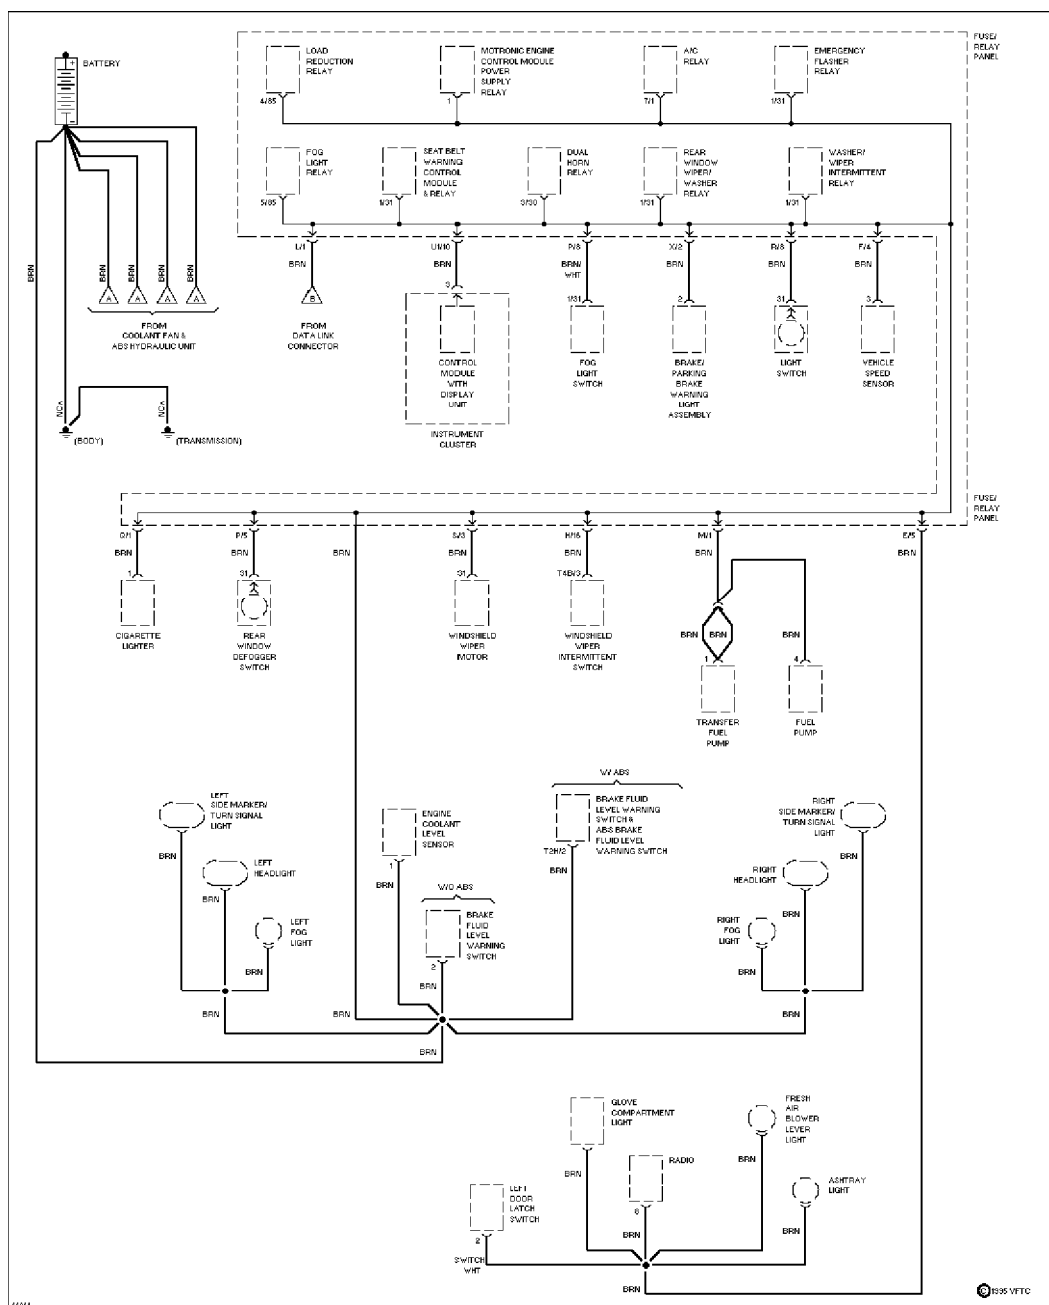 FUSE/
RELAY
PANEL
BATTERY
LOAD
REDUCTION
RELAY
MOTRONIC ENGINE
CONTROL MODULE
POWER
SUPPLY
RELAY
A/C
RELAY
EMERGENCY
FLASHER
RELAY
4/85
1
7/1
1/31
FOG
LIGHT
RELAY
SEAT BELT
WARNING
CONTROL
MODULE
& RELAY
DUAL
HORN
RELAY
REAR
WINDOW
WIPER/
WASHER
RELAY
WASHER/
WIPER
INTERMITTENT
RELAY
5/85
1/31
3/30
1/31
1/31
L/1
U1/10
P/8
X/2
R/8
F/4
BRN
BRN
BRN/
WHT
BRN
BRN
BRN
BRN
BRN
BRN
BRN
BRN
3
1/31
2
31
3
A
A
A
A
B
FROM
COOLANT FAN &
ABS HYDRAULIC UNIT
FROM
DATA LINK
CONNECTOR
CONTROL
MODULE
WITH
DISPLAY
UNIT
INSTRUMENT
CLUSTER
FOG
LIGHT
SWITCH
BRAKE/
PARKING
BRAKE
WARNING
LIGHT
ASSEMBLY
LIGHT
SWITCH
VEHICLE
SPEED
SENSOR
NCA
NCA
(BODY)
(TRANSMISSION)
FUSE/
RELAY
PANEL
Q/1
P/5
S/3
H/16
M/1
E/5
BRN
BRN
BRN
BRN
BRN
BRN
BRN
1
31
31
T4B/3
CIGARETTE
LIGHTER
REAR
WINDOW
DEFOGGER
SWITCH
WINDSHIELD
WIPER
MOTOR
WINDSHIELD
WIPER
INTERMITTENT
SWITCH
BRN
BRN
BRN
1
4
TRANSFER
FUEL
PUMP
FUEL
PUMP
W/ ABS
LEFT
SIDE MARKER/
TURN SIGNAL
LIGHT
ENGINE
COOLANT
LEVEL
SENSOR
BRAKE FLUID
LEVEL WARNING
SWITCH &
ABS BRAKE
FLUID LEVEL
WARNING SWITCH
RIGHT
SIDE MARKER/
TURN SIGNAL
LIGHT
T2H/2
BRN
LEFT
HEADLIGHT
1
BRN
BRN
RIGHT
HEADLIGHT
BRN
BRN
W/O ABS
BRN
LEFT
FOG
LIGHT
BRAKE
FLUID
LEVEL
WARNING
SWITCH
RIGHT
FOG
LIGHT
2
BRN
BRN
BRN
BRN
BRN
BRN
BRN
GLOVE
COMPARTMENT
LIGHT
FRESH
AIR
BLOWER
LEVER
LIGHT
RADIO
BRN
BRN
ASHTRAY
LIGHT
LEFT
DOOR
LATCH
SWITCH
8
2
BRN
BRN
SWITCH
WHT
BRN
© 1995 VFTC